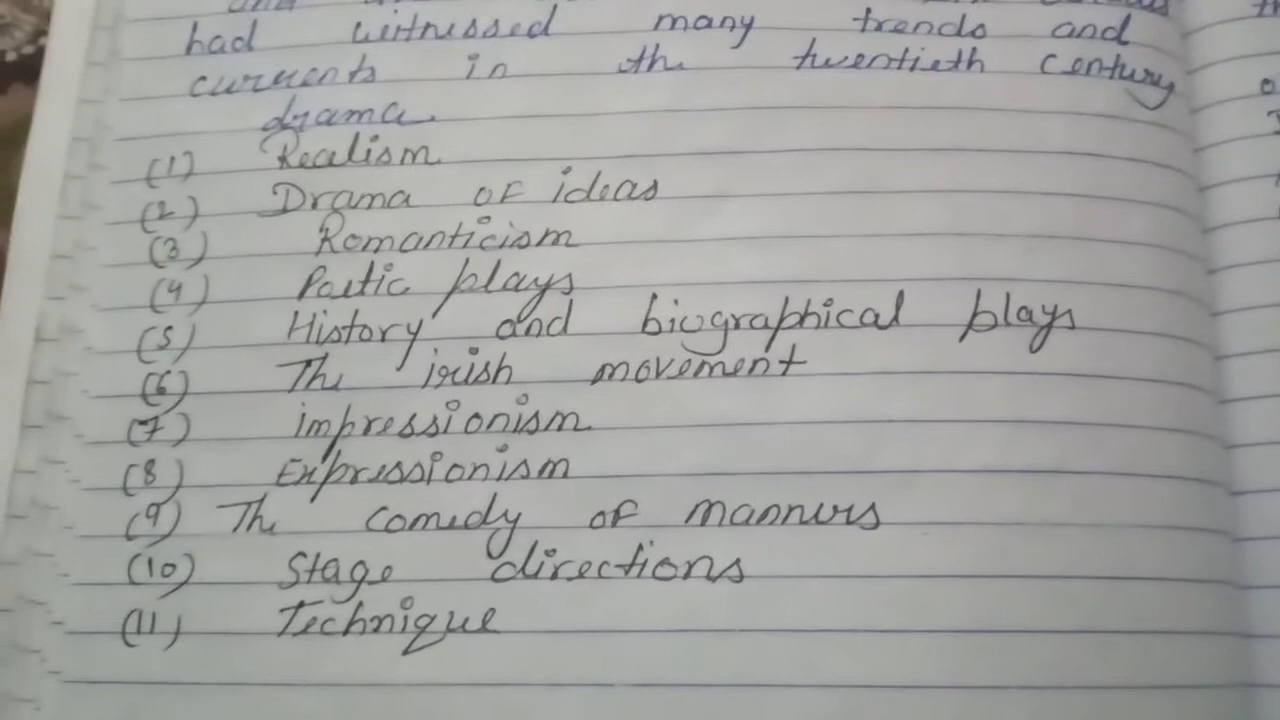 had witnessed many trends and
currents in the twentieth century
drama.
(1) Realism
(2) Drama of ideas
(3) Romanticism
(4) Poetic plays
(5) History and biographical plays
(6) The irish movement
(7) impressionism
(8) Expressionism
(9) The comedy of manners
(10) Stage directions
(11) Technique